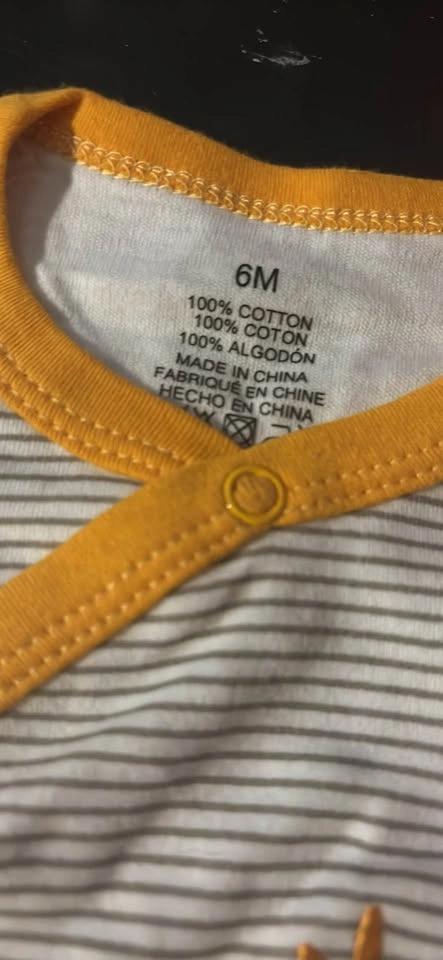 6M
100% COTTON
100% COTON
100% ALGODÓN
MADE IN CHINA
FABRIQUÉ EN CHINE
HECHO EN CHINA